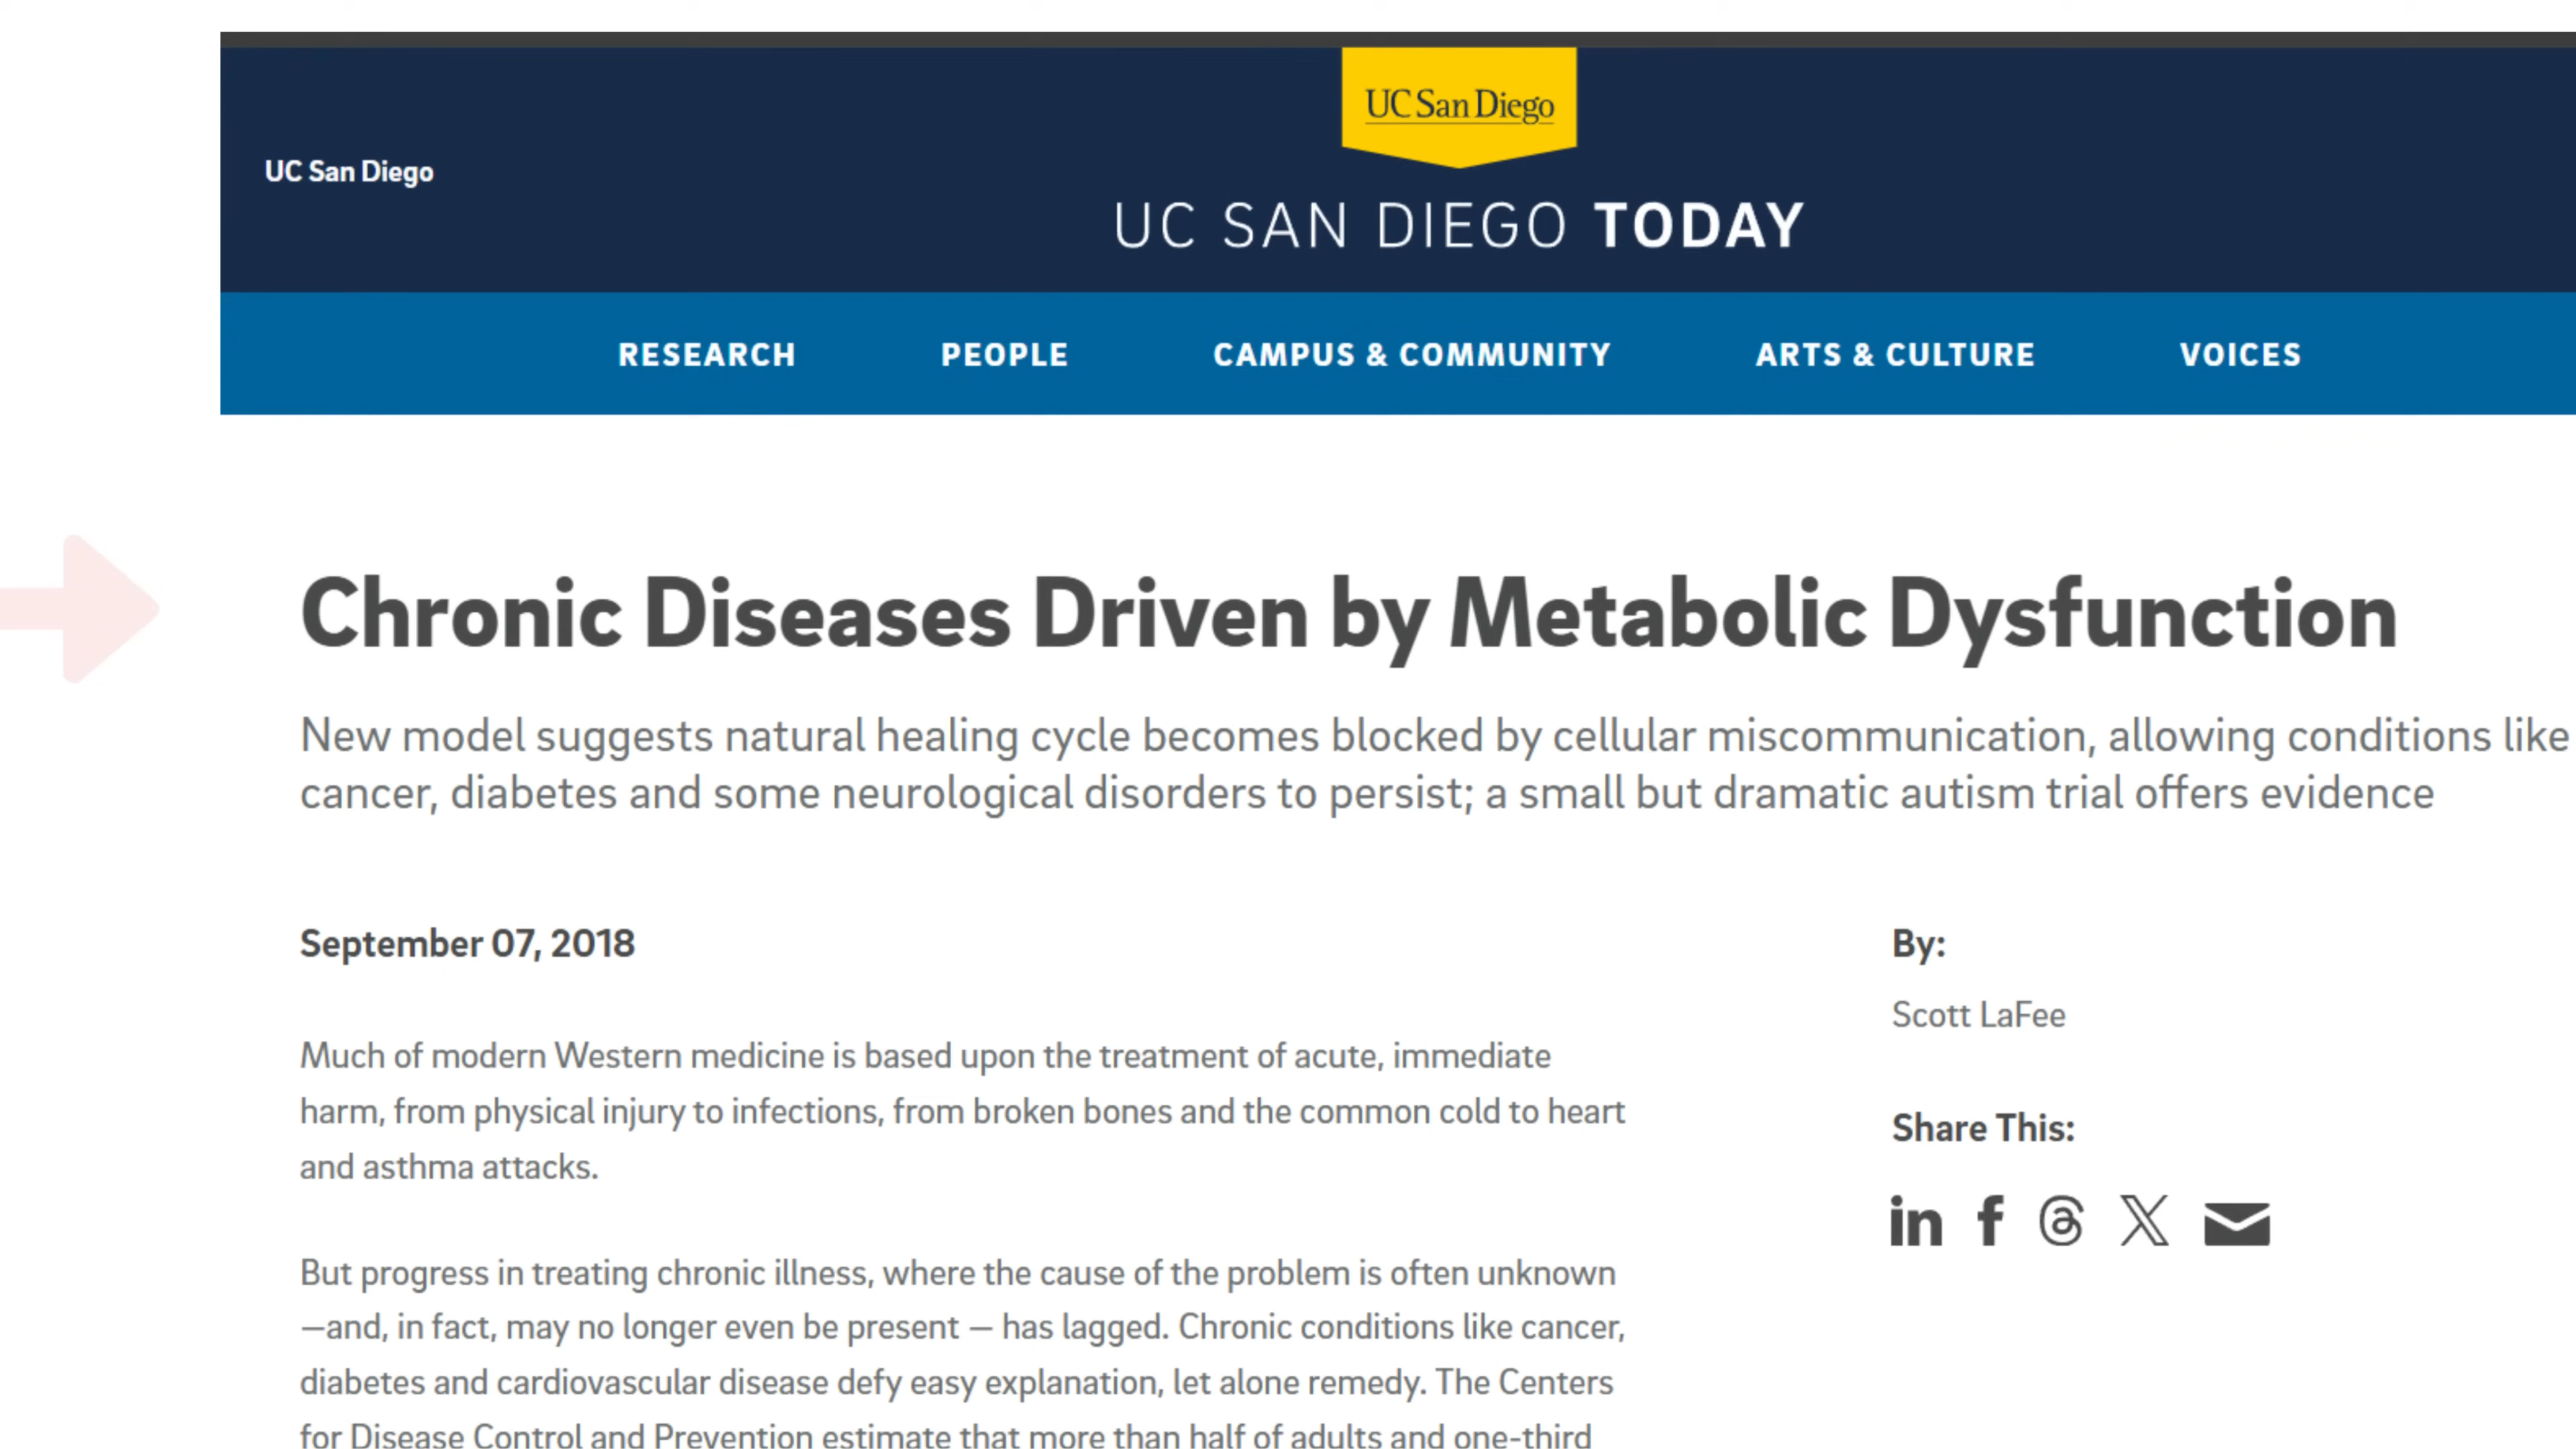 UC San Diego
UC San Diego
UC SAN DIEGO TODAY
RESEARCH PEOPLE CAMPUS & COMMUNITY ARTS & CULTURE VOICES
Chronic Diseases Driven by Metabolic Dysfunction
New model suggests natural healing cycle becomes blocked by cellular miscommunication, allowing conditions like
cancer, diabetes and some neurological disorders to persist; a small but dramatic autism trial offers evidence
September 07, 2018
Much of modern Western medicine is based upon the treatment of acute, immediate
harm, from physical injury to infections, from broken bones and the common cold to heart
and asthma attacks.
But progress in treating chronic illness, where the cause of the problem is often unknown
—and, in fact, may no longer even be present — has lagged. Chronic conditions like cancer,
diabetes and cardiovascular disease defy easy explanation, let alone remedy. The Centers
for Disease Control and Prevention estimate that more than half of adults and one-third
By:
Scott LaFee
Share This: